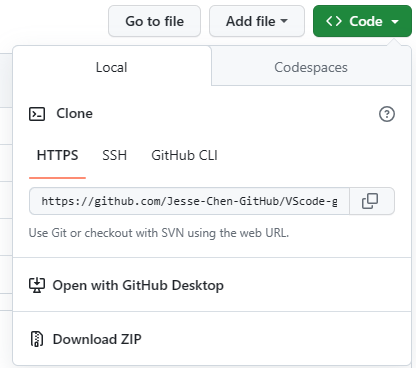 Go to file Add file <> Code
Local Codespaces
Clone
HTTPS SSH GitHub CLI
https://github.com/Jesse-Chen-GitHub/VScode-g
Use Git or checkout with SVN using the web URL.
Open with GitHub Desktop
Download ZIP